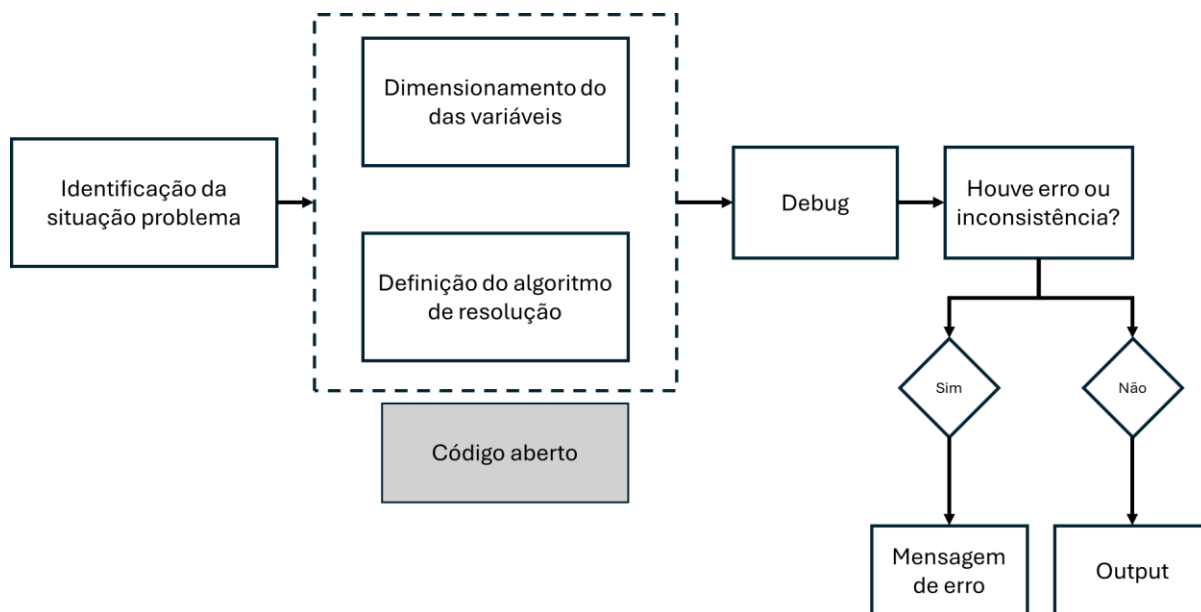 Identificação da
situação problema
Dimensionamento do
das variáveis
Definição do algoritmo
de resolução
Código aberto
Debug
Houve erro ou
inconsistência?
Sim
Não
Mensagem
de erro
Output